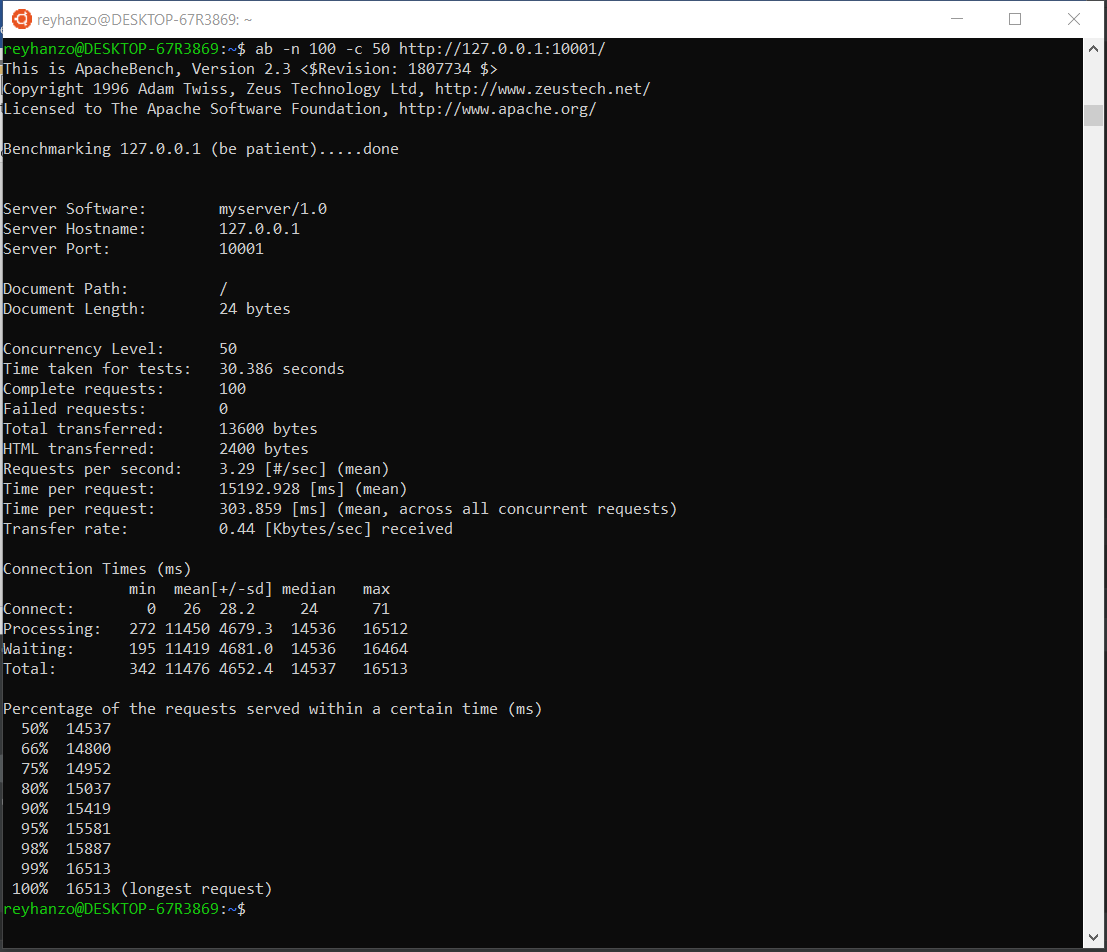 reyhanzo@DESKTOP-67R3869: ~
reyhanzo@DESKTOP-67R3869:~$ ab -n 100 -c 50 http://127.0.0.1:10001/
This is ApacheBench, Version 2.3 <$Revision: 1807734 $>
Copyright 1996 Adam Twiss, Zeus Technology Ltd, http://www.zeustech.net/
Licensed to The Apache Software Foundation, http://www.apache.org/

Benchmarking 127.0.0.1 (be patient).....done


Server Software:        myserver/1.0
Server Hostname:        127.0.0.1
Server Port:            10001

Document Path:          /
Document Length:        24 bytes

Concurrency Level:      50
Time taken for tests:   30.386 seconds
Complete requests:      100
Failed requests:        0
Total transferred:      13600 bytes
HTML transferred:       2400 bytes
Requests per second:    3.29 [#/sec] (mean)
Time per request:       15192.928 [ms] (mean)
Time per request:       303.859 [ms] (mean, across all concurrent requests)
Transfer rate:          0.44 [Kbytes/sec] received

Connection Times (ms)
              min  mean[+/-sd] median   max
Connect:        0   26  28.2     24      71
Processing:   272 11450 4679.3  14536   16512
Waiting:      195 11419 4681.0  14536   16464
Total:        342 11476 4652.4  14537   16513

Percentage of the requests served within a certain time (ms)
  50%  14537
  66%  14800
  75%  14952
  80%  15037
  90%  15419
  95%  15581
  98%  15887
  99%  16513
 100%  16513 (longest request)
reyhanzo@DESKTOP-67R3869:~$